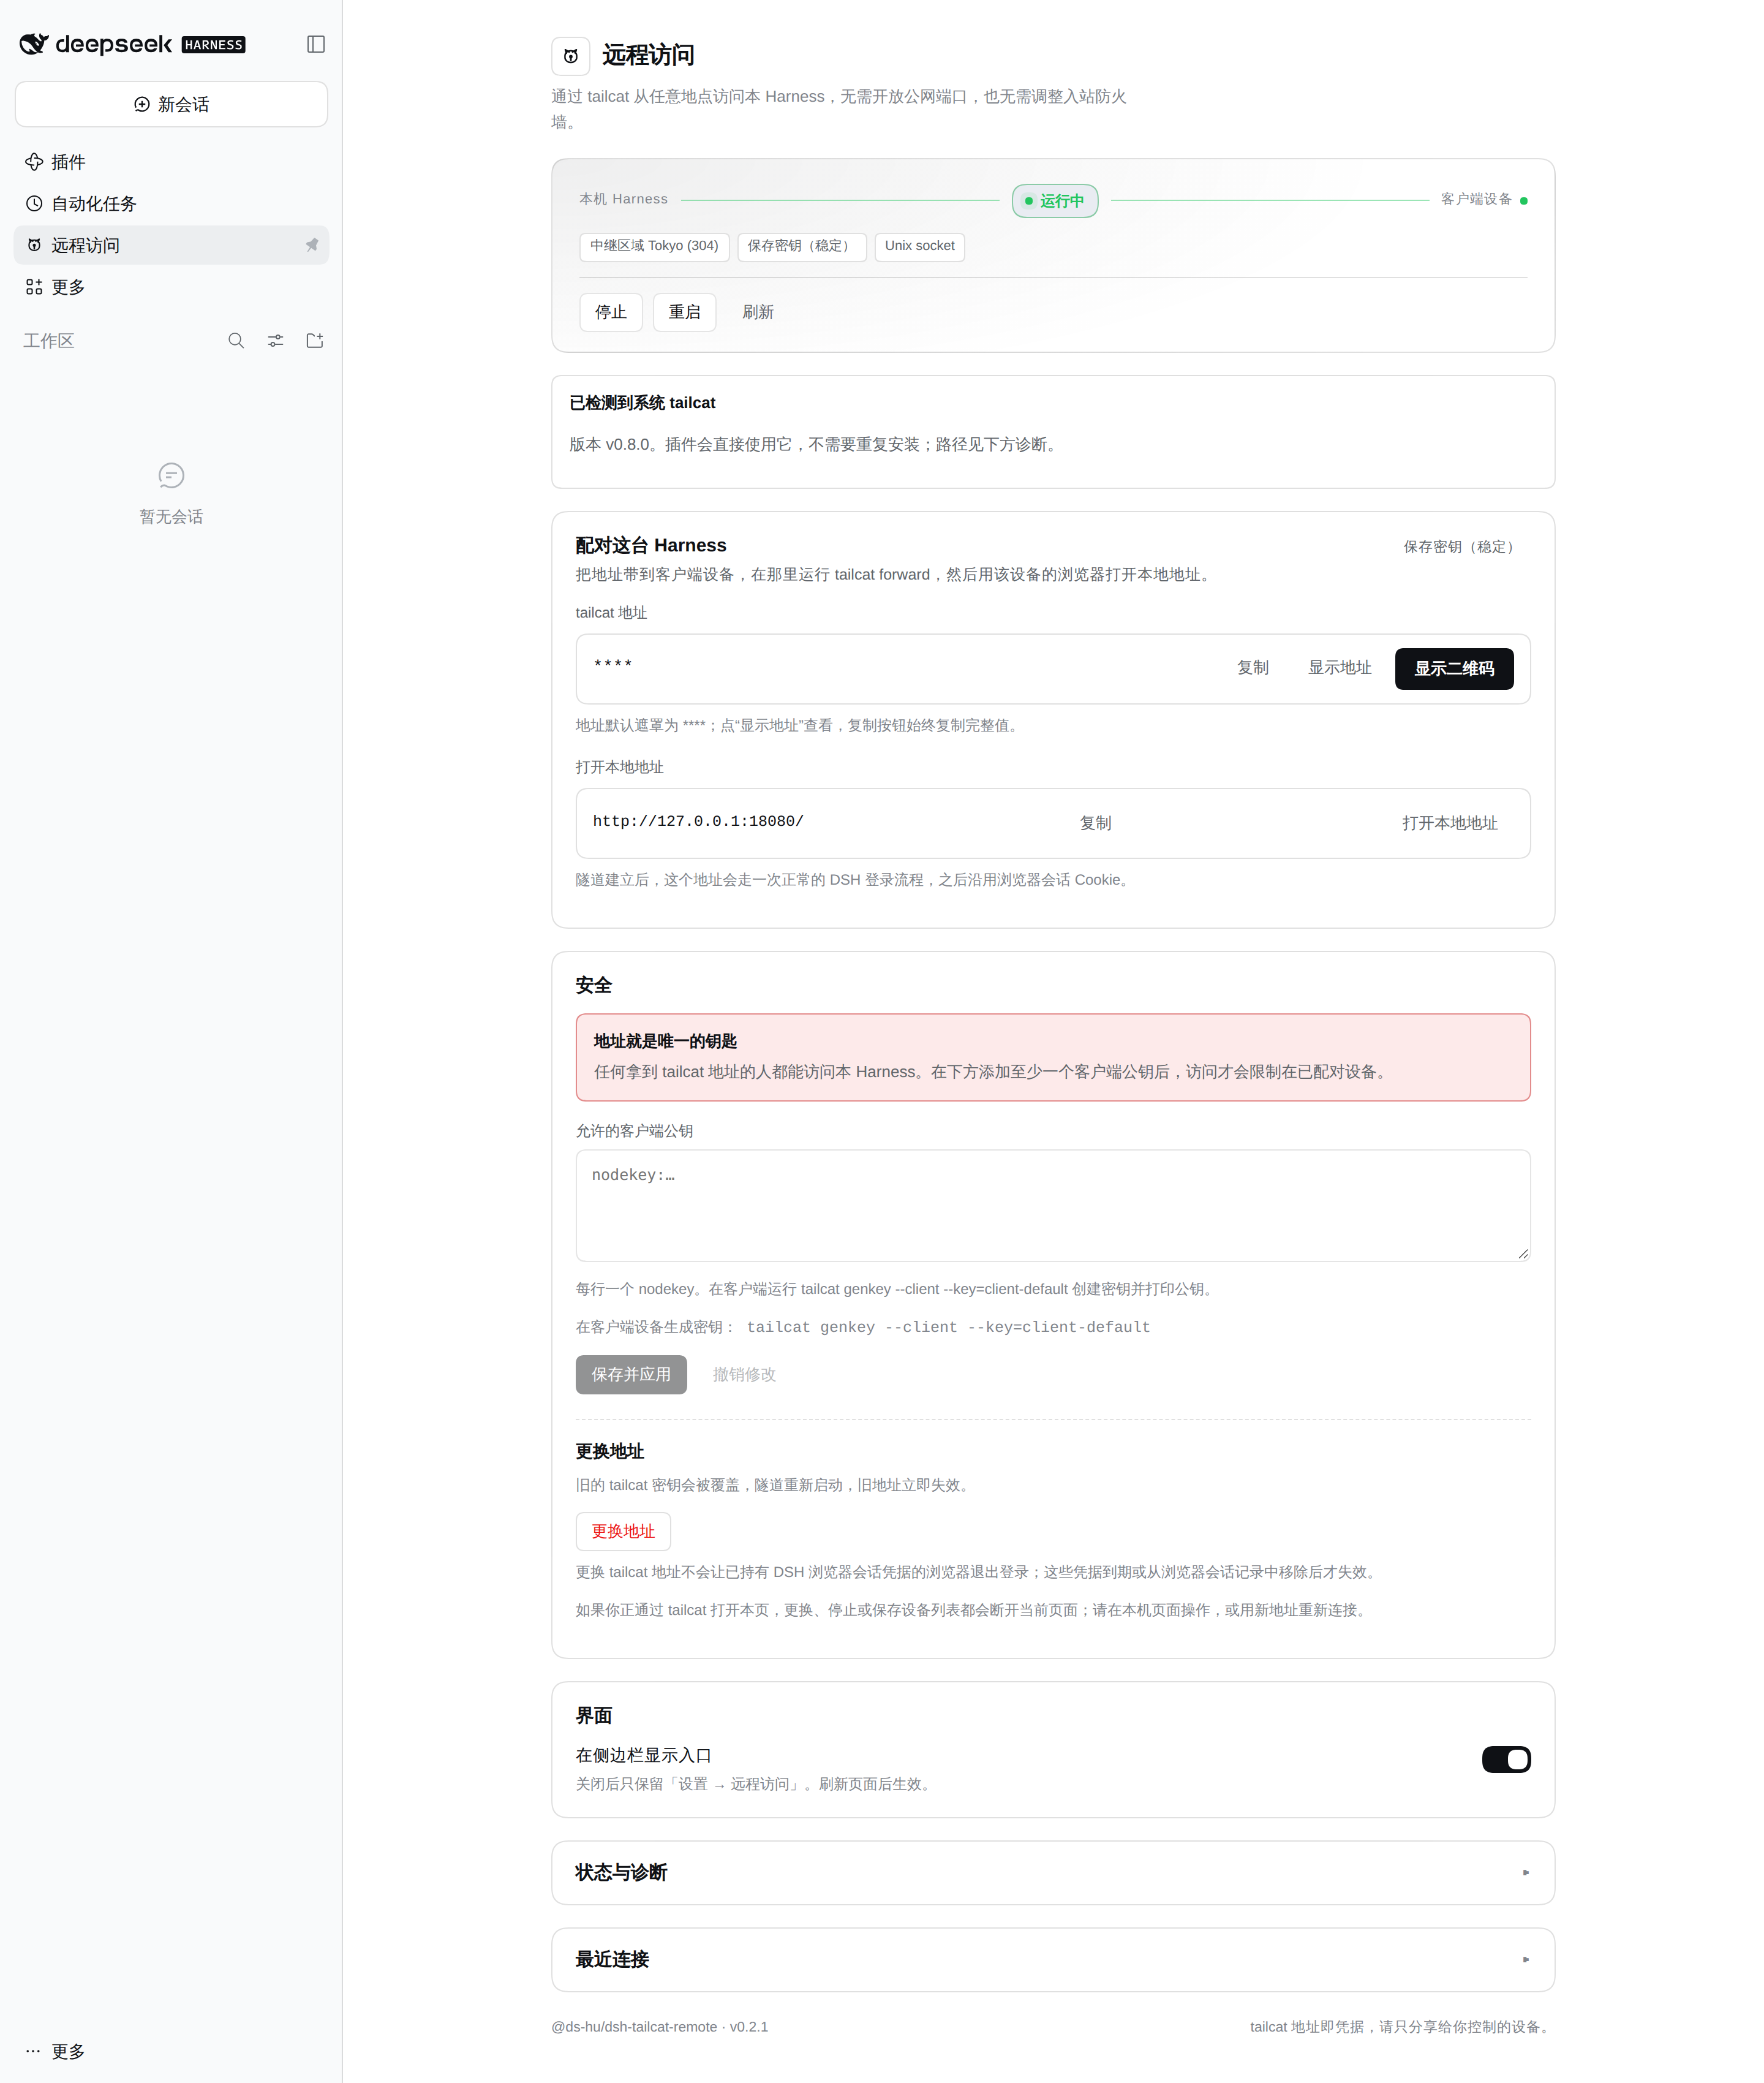 deepseek HARNESS
新会话
插件
自动化任务
远程访问
更多
工作区
暂无会话
更多
远程访问
通过 tailcat 从任意地点访问本 Harness，无需开放公网端口，也无需调整入站防火
墙。
本机 Harness
运行中
客户端设备
中继区域 Tokyo (304)
保存密钥（稳定）
Unix socket
停止
重启
刷新
已检测到系统 tailcat
版本 v0.8.0。插件会直接使用它，不需要重复安装；路径见下方诊断。
配对这台 Harness
保存密钥（稳定）
把地址带到客户端设备，在那里运行 tailcat forward，然后用该设备的浏览器打开本地地址。
tailcat 地址
****
复制
显示地址
显示二维码
地址默认遮罩为 ****；点“显示地址”查看，复制按钮始终复制完整值。
打开本地地址
http://127.0.0.1:18080/
复制
打开本地地址
隧道建立后，这个地址会走一次正常的 DSH 登录流程，之后沿用浏览器会话 Cookie。
安全
地址就是唯一的钥匙
任何拿到 tailcat 地址的人都能访问本 Harness。在下方添加至少一个客户端公钥后，访问才会限制在已配对设备。
允许的客户端公钥
nodekey:…
每行一个 nodekey。在客户端运行 tailcat genkey --client --key=client-default 创建密钥并打印公钥。
在客户端设备生成密钥： tailcat genkey --client --key=client-default
保存并应用
撤销修改
更换地址
旧的 tailcat 密钥会被覆盖，隧道重新启动，旧地址立即失效。
更换地址
更换 tailcat 地址不会让已持有 DSH 浏览器会话凭据的浏览器退出登录；这些凭据到期或从浏览器会话记录中移除后才失效。
如果你正通过 tailcat 打开本页，更换、停止或保存设备列表都会断开当前页面；请在本机页面操作，或用新地址重新连接。
界面
在侧边栏显示入口
关闭后只保留「设置 → 远程访问」。刷新页面后生效。
状态与诊断
最近连接
@ds-hu/dsh-tailcat-remote · v0.2.1
tailcat 地址即凭据，请只分享给你控制的设备。